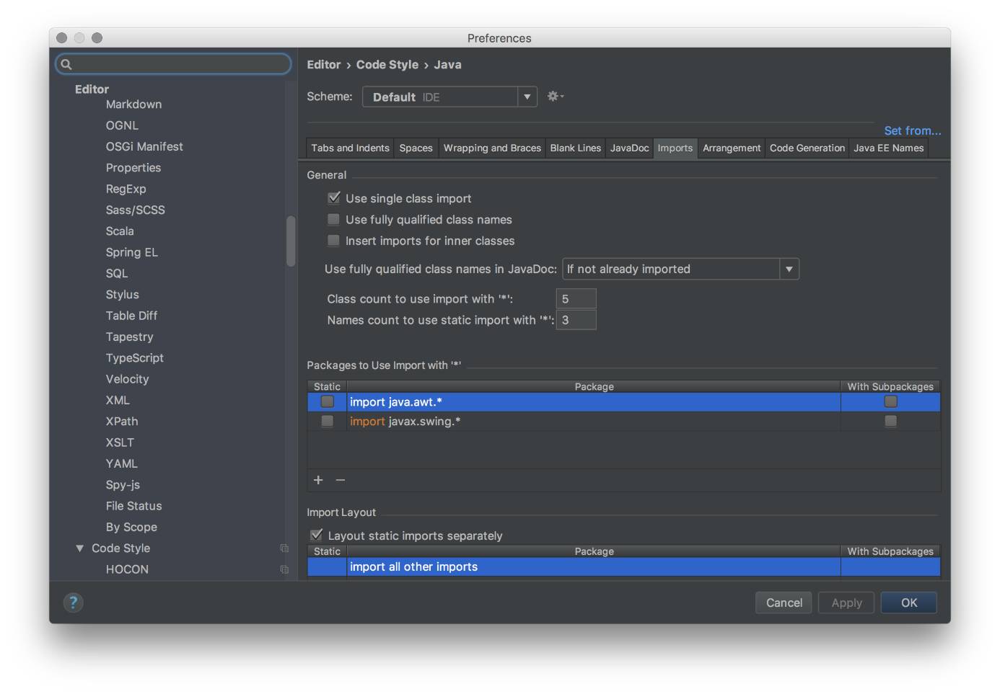 Preferences
Editor
Markdown
OGNL
OSGi Manifest
Properties
RegExp
Sass/SCSS
Scala
Spring EL
SQL
Stylus
Table Diff
Tapestry
TypeScript
Velocity
XML
XPath
XSLT
YAML
Spy-js
File Status
By Scope
Code Style
HOCON
Editor › Code Style › Java
Scheme: Default IDE
Set from...
Tabs and Indents Spaces Wrapping and Braces Blank Lines JavaDoc Imports Arrangement Code Generation Java EE Names
General
Use single class import
Use fully qualified class names
Insert imports for inner classes
Use fully qualified class names in JavaDoc: If not already imported
Class count to use import with '*': 5
Names count to use static import with '*': 3
Packages to Use Import with '*'
Static Package With Subpackages
import java.awt.*
import javax.swing.*
Import Layout
Layout static imports separately
Static Package With Subpackages
import all other imports
? Cancel Apply OK